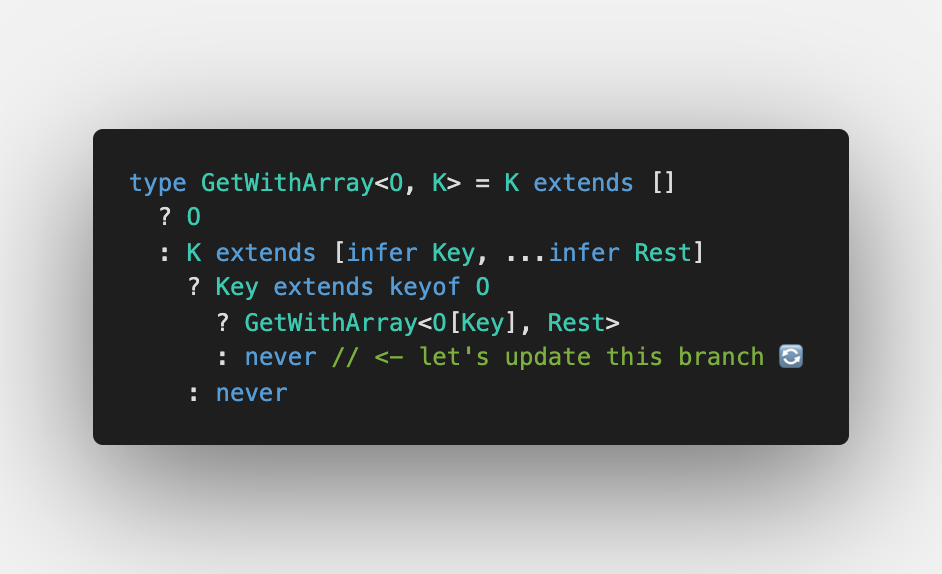 type GetWithArray<O, K> = K extends []
  ? O
  : K extends [infer Key, ...infer Rest]
    ? Key extends keyof O
      ? GetWithArray<O[Key], Rest>
      : never // <- let's update this branch 🔄
    : never